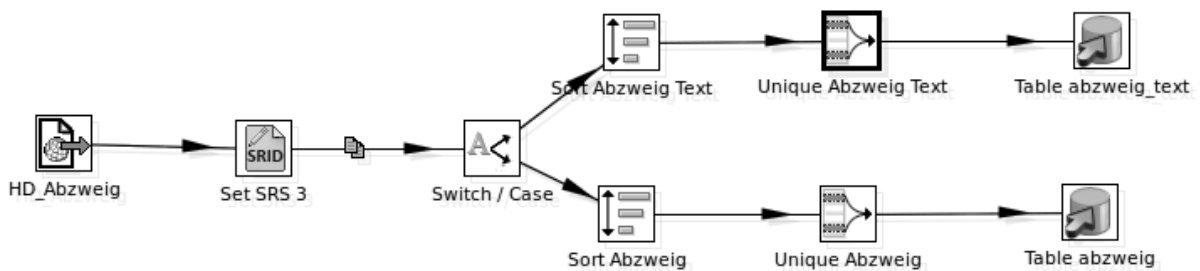 Sort Abzweig Text
Unique Abzweig Text
Table abzweig_text
HD_Abzweig
SRID
Set SRS 3
A
Switch / Case
Sort Abzweig
Unique Abzweig
Table abzweig